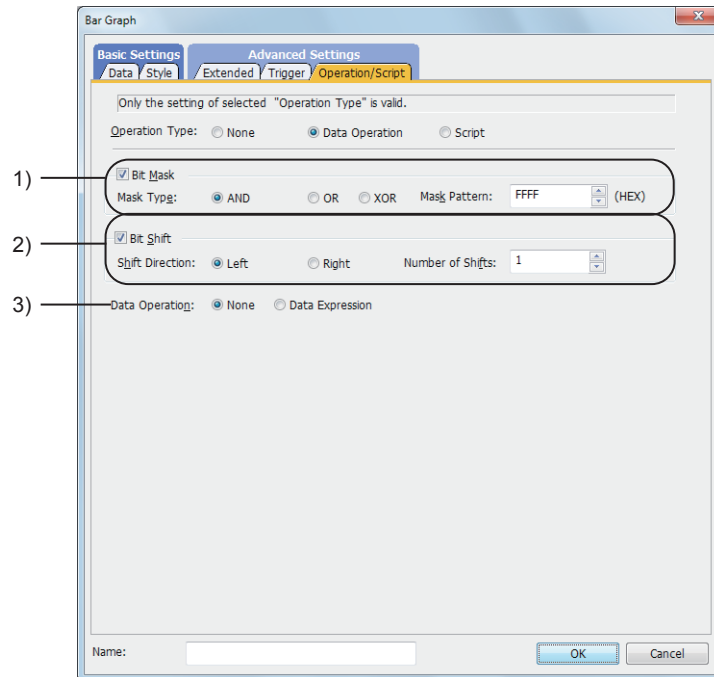 Bar Graph
Basic Settings Advanced Settings
Data Style Extended Trigger Operation/Script
Only the setting of selected "Operation Type" is valid.
Operation Type: None Data Operation Script
1) Bit Mask
Mask Type: AND OR XOR Mask Pattern: FFFF (HEX)
2) Bit Shift
Shift Direction: Left Right Number of Shifts: 1
3) Data Operation: None Data Expression
Name: OK Cancel